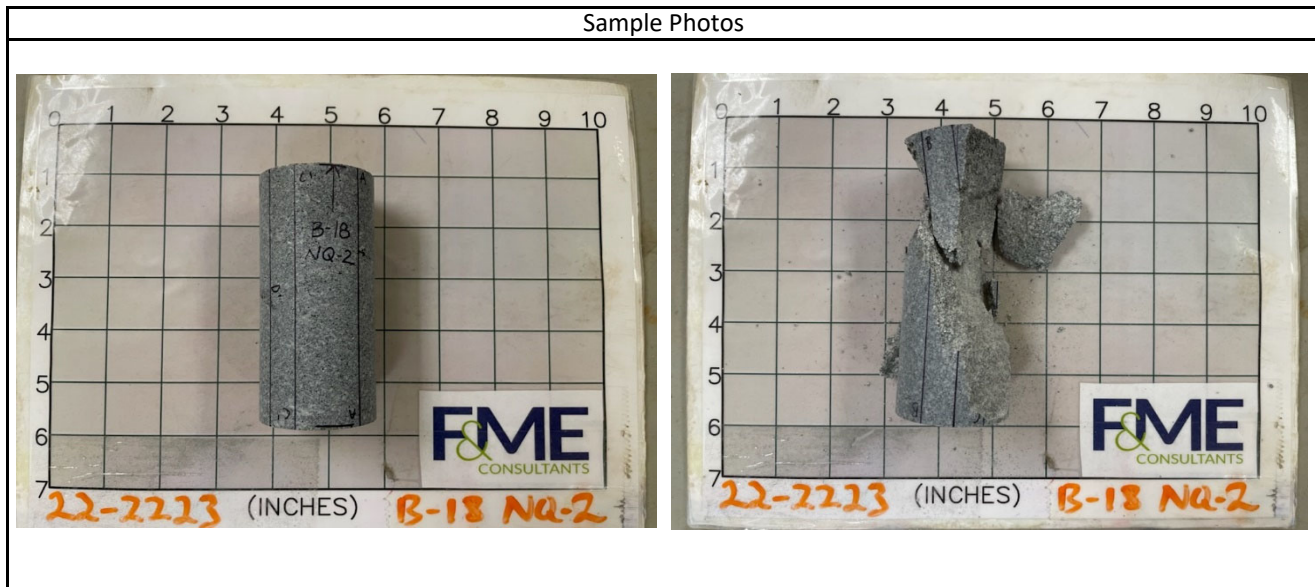 Sample Photos
0 1 2 3 4 5 6 7 8 9 10
1
2
3
4
5
6
7
B-18
NQ-2
F&ME
CONSULTANTS
22-2223 (INCHES) B-18 NQ-2
0 1 2 3 4 5 6 7 8 9 10
1
2
3
4
5
6
7
B
B
F&ME
CONSULTANTS
22-2223 (INCHES) B-18 NQ-2